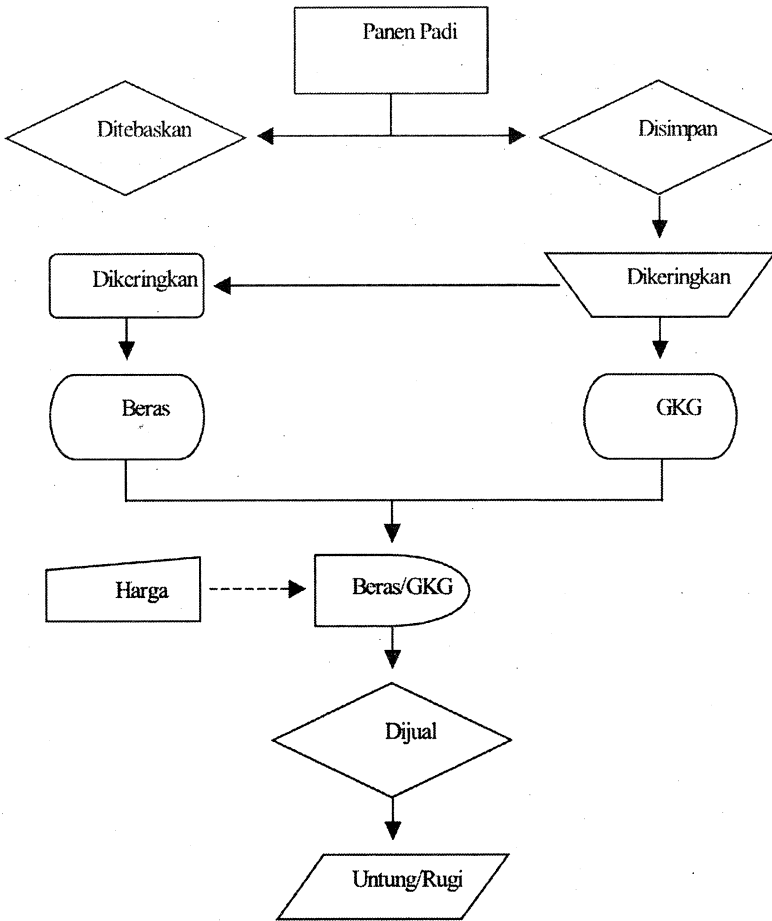 Panen Padi
Ditebaskan
Disimpan
Dikeringkan
Dikeringkan
Beras
GKG
Harga
Beras/GKG
Dijual
Untung/Rugi